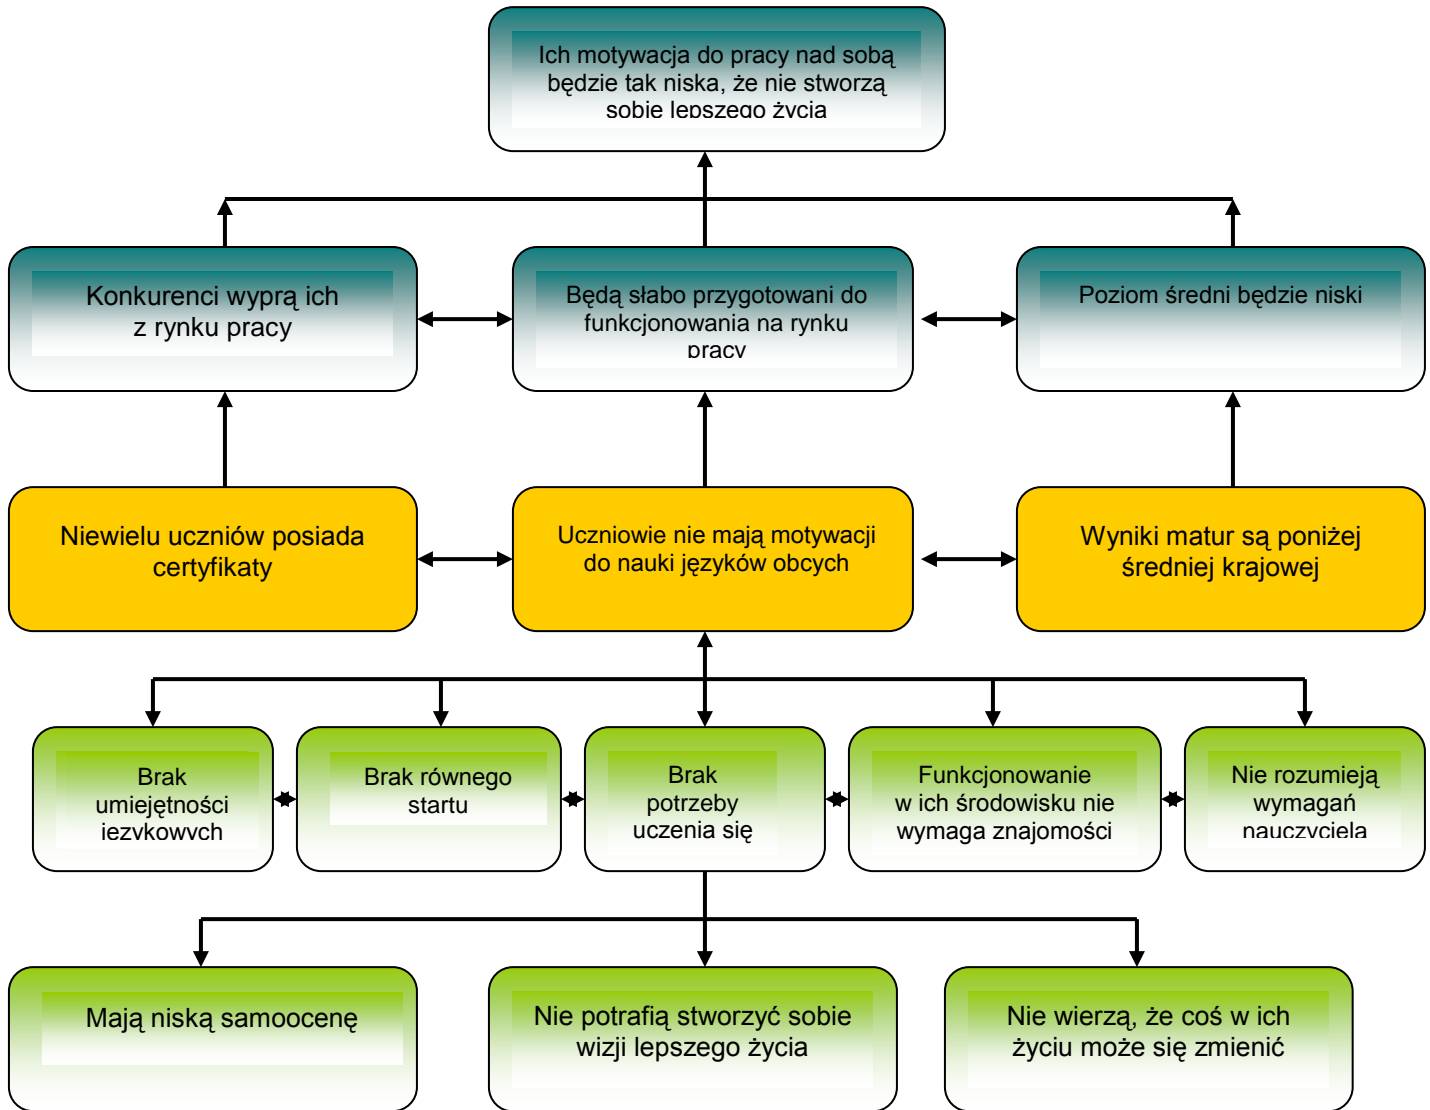 Ich motywacja do pracy nad sobą
będzie tak niska, że nie stworzą
sobie lepszego życia
Konkurenci wyprą ich
z rynku pracy
Będą słabo przygotowani do
funkcjonowania na rynku
pracy
Poziom średni będzie niski
Niewielu uczniów posiada
certyfikaty
Uczniowie nie mają motywacji
do nauki języków obcych
Wyniki matur są poniżej
średniej krajowej
Brak
umiejętności
językowych
Brak równego
startu
Brak
potrzeby
uczenia się
Funkcjonowanie
w ich środowisku nie
wymaga znajomości
Nie rozumieją
wymagań
nauczyciela
Mają niską samoocenę
Nie potrafią stworzyć sobie
wizji lepszego życia
Nie wierzą, że coś w ich
życiu może się zmienić